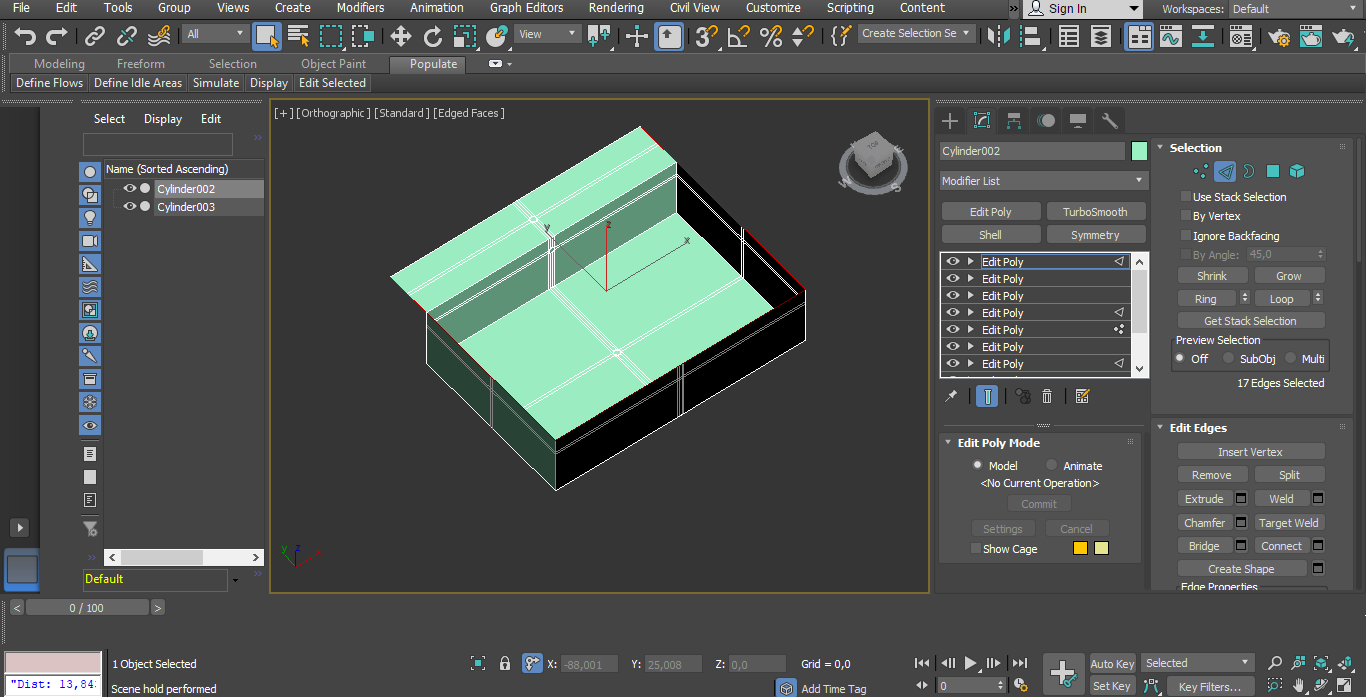 File Edit Tools Group Views Create Modifiers Animation Graph Editors Rendering Civil View Customize Scripting Content » Sign In Workspaces: Default
All View Create Selection Se
Modeling Freeform Selection Object Paint Populate
Define Flows Define Idle Areas Simulate Display Edit Selected
Select Display Edit
Name (Sorted Ascending)
Cylinder002
Cylinder003
Default
0 / 100
[+] [Orthographic] [Standard] [Edged Faces]
TOP
W
S
E
x
y
z
y
z
Cylinder002
Modifier List
Edit Poly TurboSmooth
Shell Symmetry
Edit Poly
Edit Poly
Edit Poly
Edit Poly
Edit Poly
Edit Poly
Edit Poly
Edit Poly Mode
Model Animate
<No Current Operation>
Commit
Settings Cancel
Show Cage
Selection
Use Stack Selection
By Vertex
Ignore Backfacing
By Angle: 45,0
Shrink Grow
Ring Loop
Get Stack Selection
Preview Selection
Off SubObj Multi
17 Edges Selected
Edit Edges
Insert Vertex
Remove Split
Extrude Weld
Chamfer Target Weld
Bridge Connect
Create Shape
Edge Properties
"Dist: 13,84
1 Object Selected
Scene hold performed
X: -88,001 Y: 25,008 Z: 0,0 Grid = 0,0
Add Time Tag
0
Auto Key Selected
Set Key Key Filters...